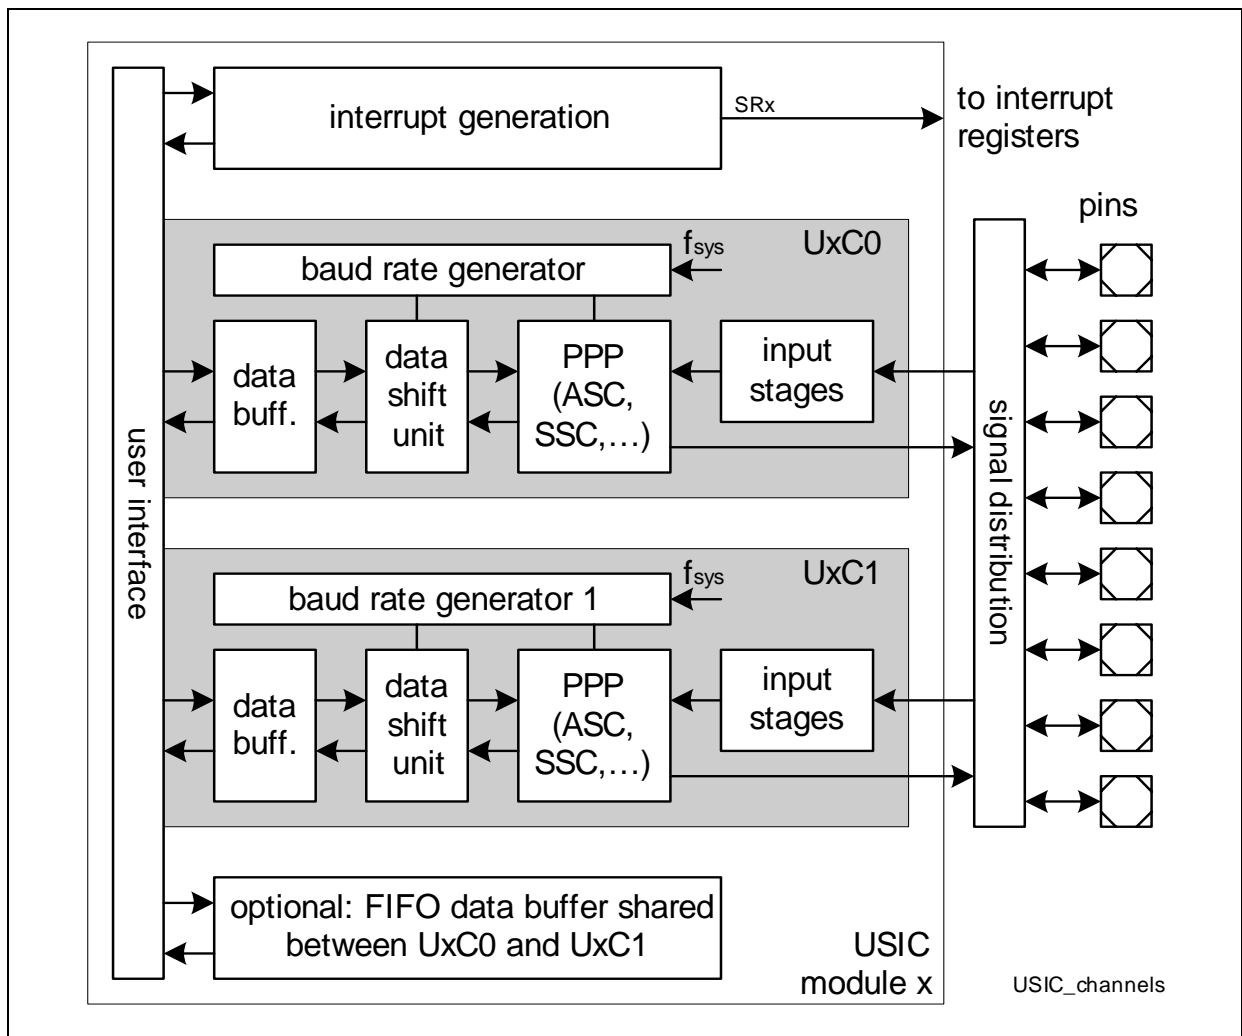 interrupt generation
SRx
to interrupt
registers
pins
fsys
UxC0
baud rate generator
data
buff.
data
shift
unit
PPP
(ASC,
SSC,…)
input
stages
user interface
signal distribution
fsys
UxC1
baud rate generator 1
data
buff.
data
shift
unit
PPP
(ASC,
SSC,…)
input
stages
optional: FIFO data buffer shared
between UxC0 and UxC1
USIC
module x
USIC_channels